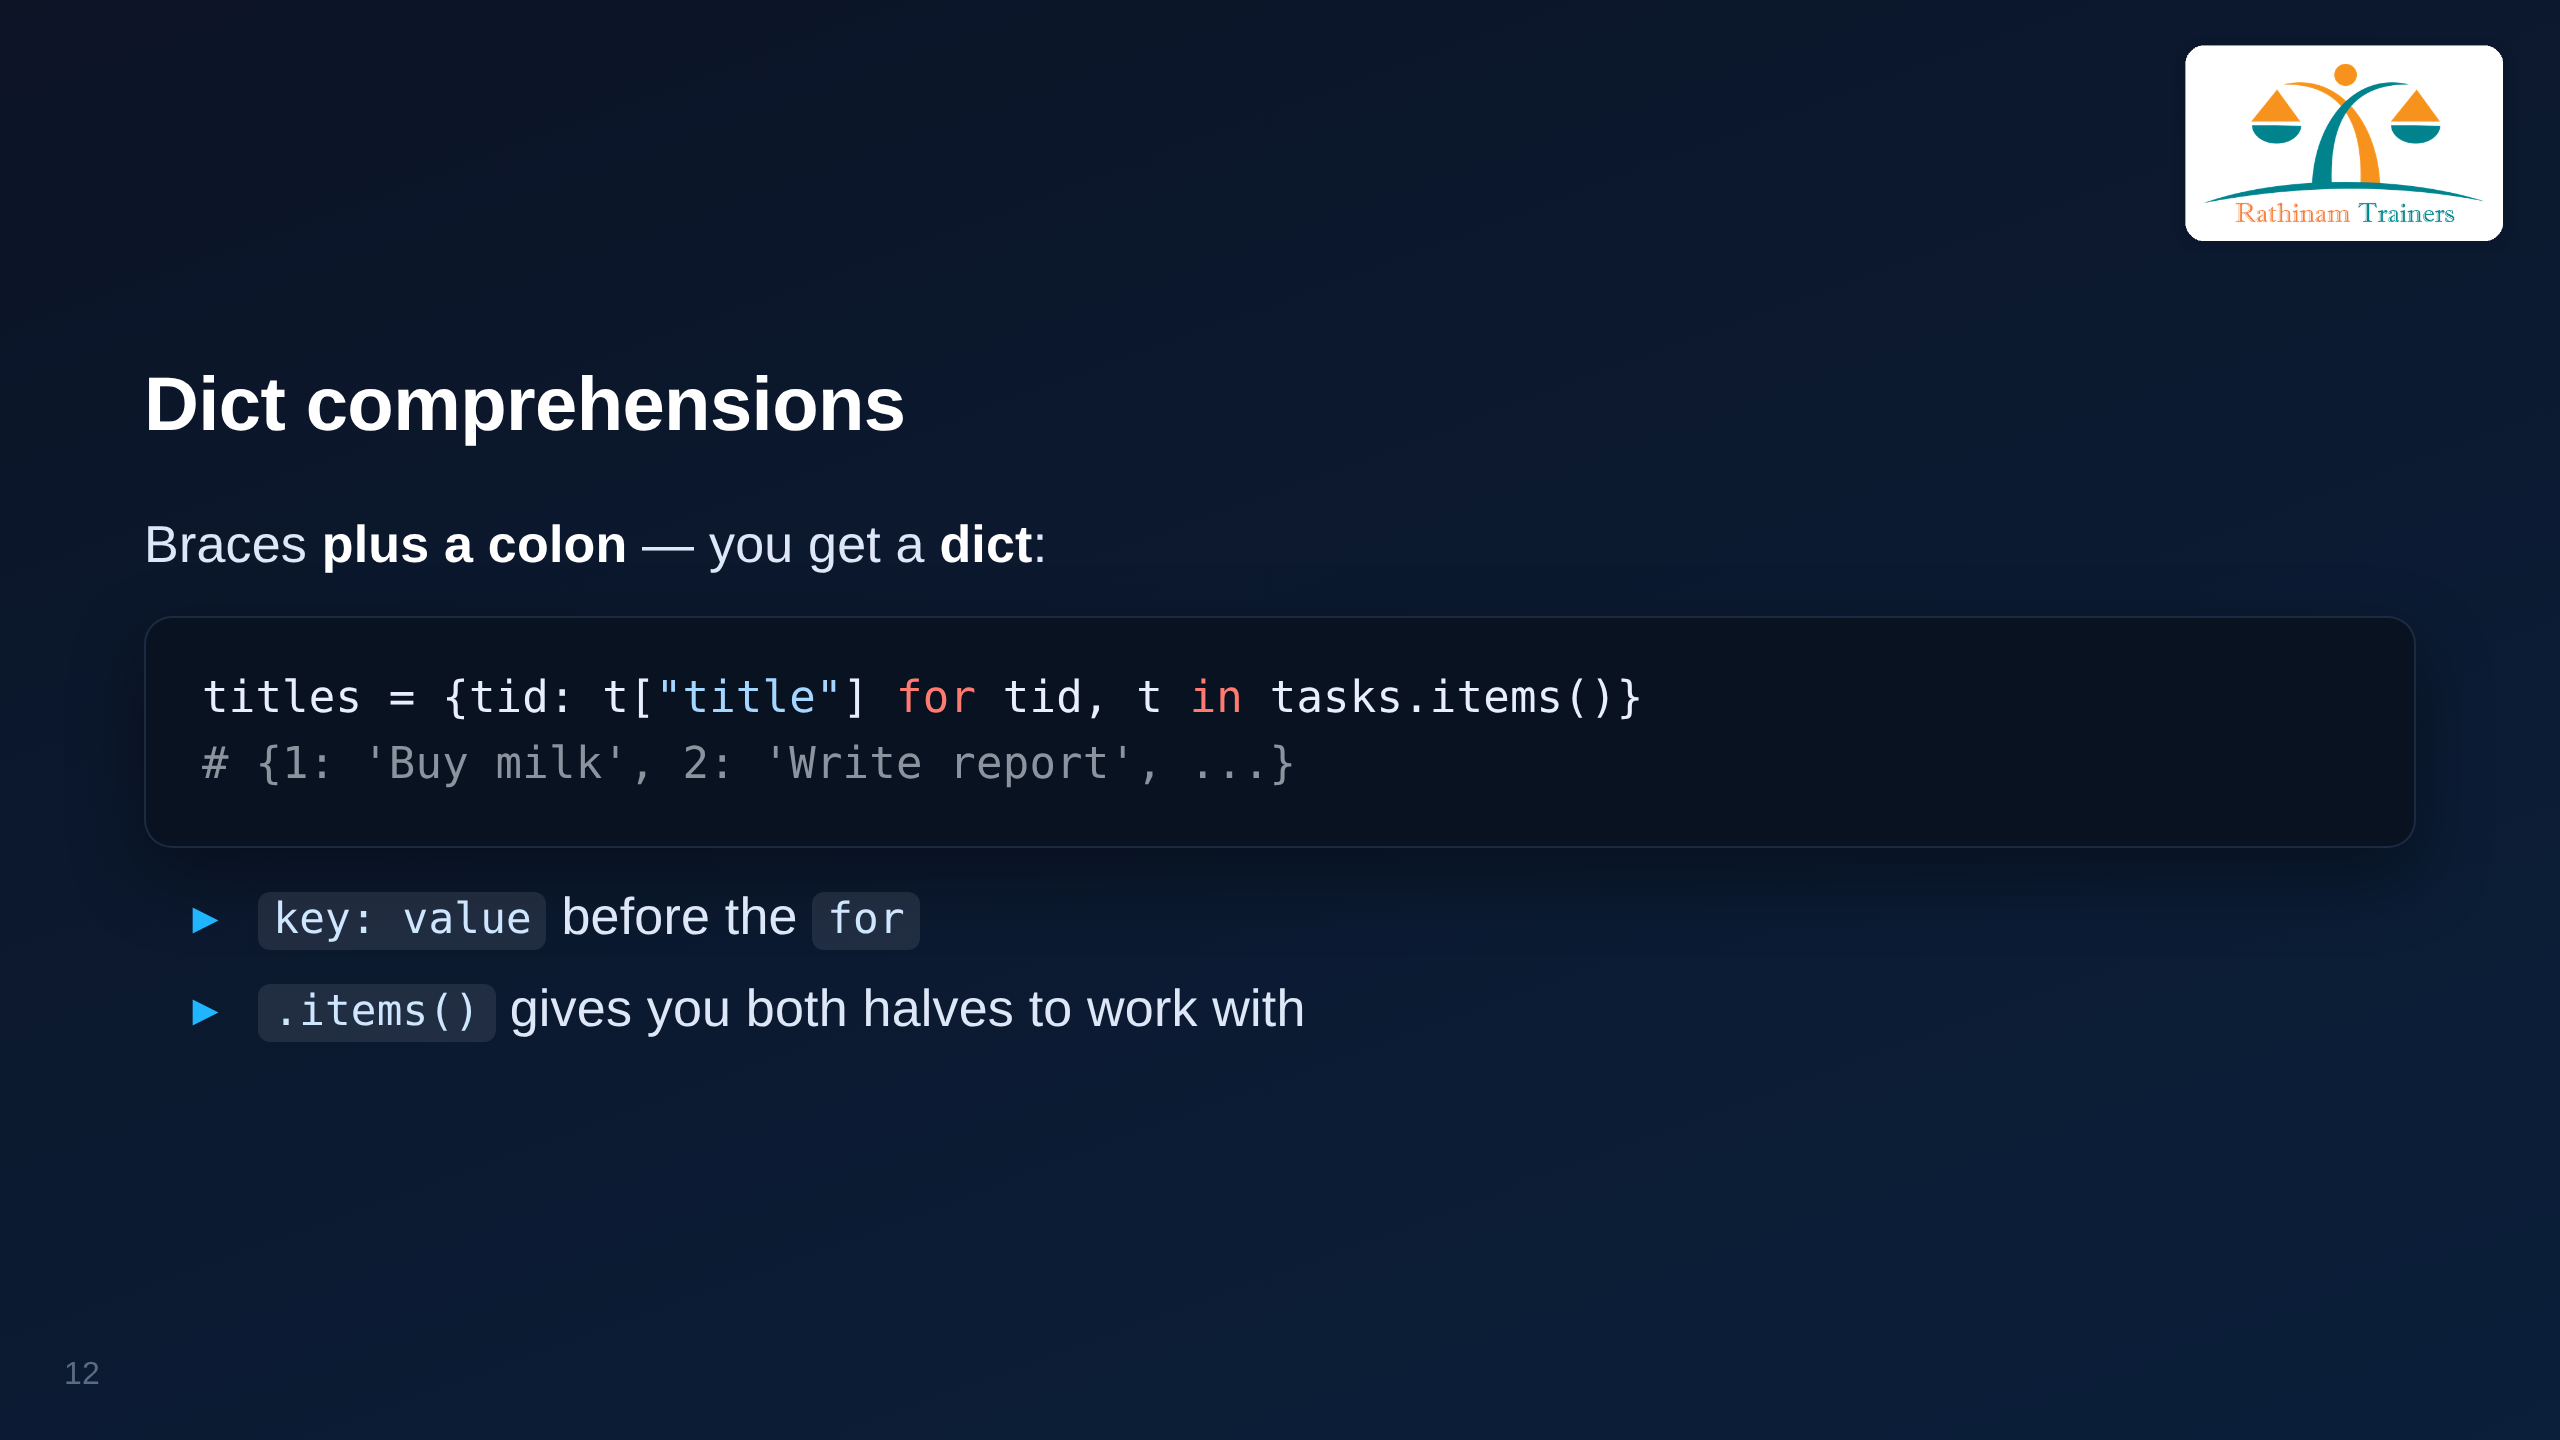 Rathinam Trainers
Dict comprehensions
Braces plus a colon — you get a dict:
titles = {tid: t["title"] for tid, t in tasks.items()}
# {1: 'Buy milk', 2: 'Write report', ...}
► key: value before the for
► .items() gives you both halves to work with
12